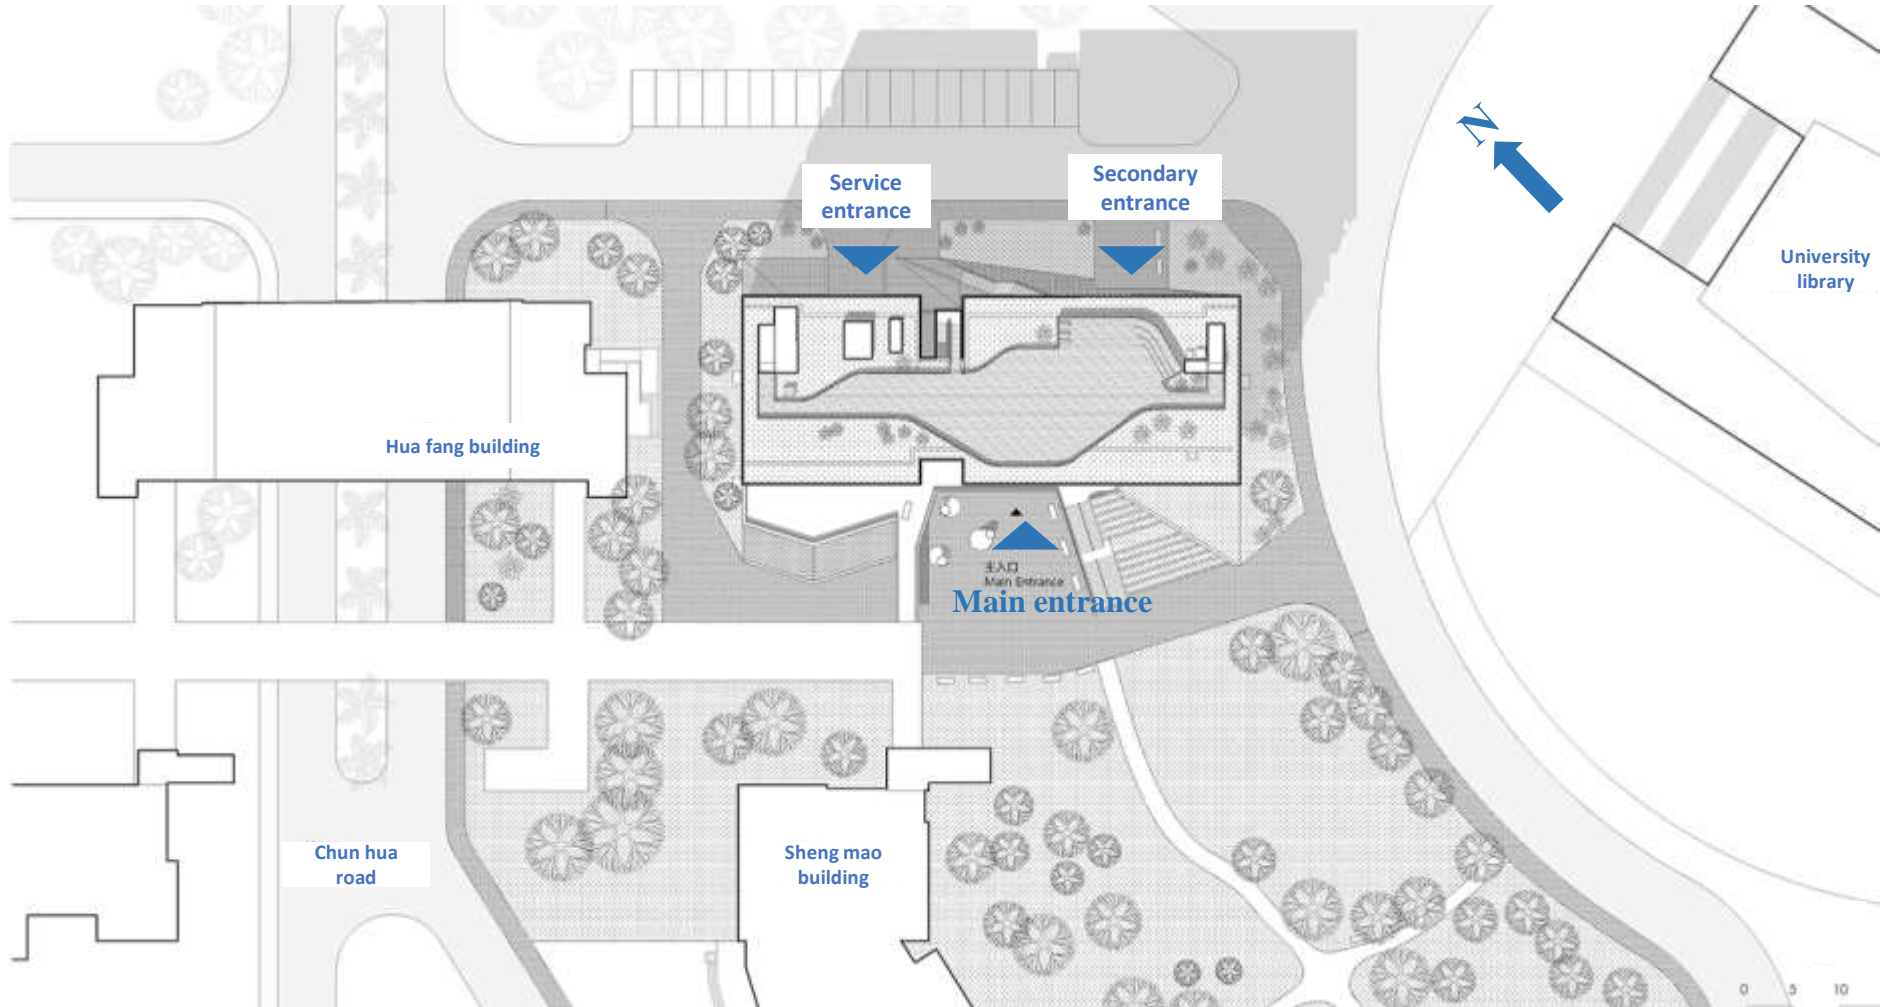 N
Service
entrance
Secondary
entrance
University
library
Hua fang building
主入口
Main Entrance
Main entrance
Chun hua
road
Sheng mao
building
0 5 10